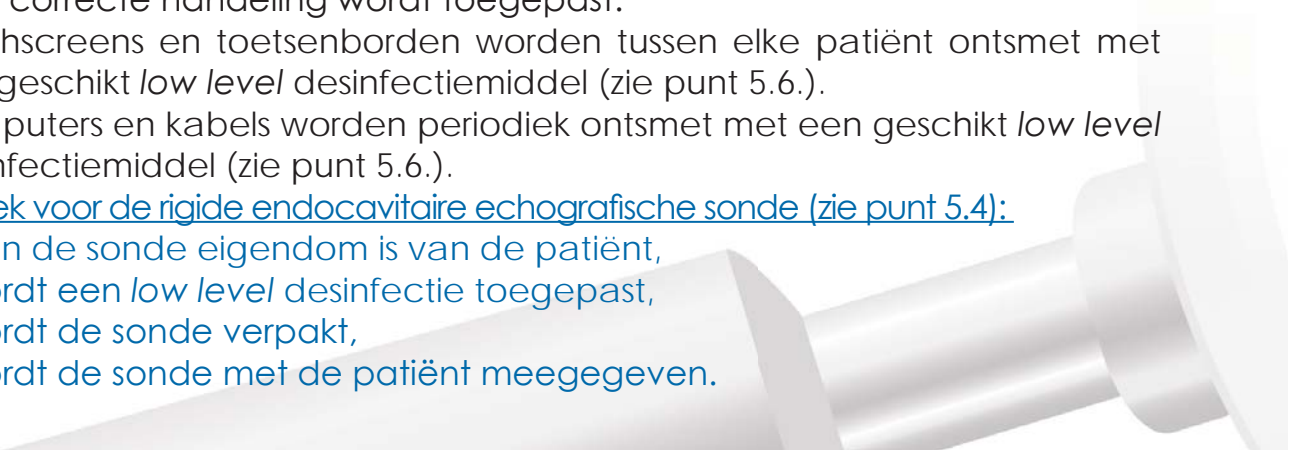 correcte handeling wordt toegepast.
hscreens en toetsenborden worden tussen elke patiënt ontsmet met
geschikt low level desinfectiemiddel (zie punt 5.6.).
puters en kabels worden periodiek ontsmet met een geschikt low level
nfectiemiddel (zie punt 5.6.).
ek voor de rigide endocavitaire echografische sonde (zie punt 5.4):
n de sonde eigendom is van de patiënt,
rdt een low level desinfectie toegepast,
rdt de sonde verpakt,
rdt de sonde met de patiënt meegegeven.